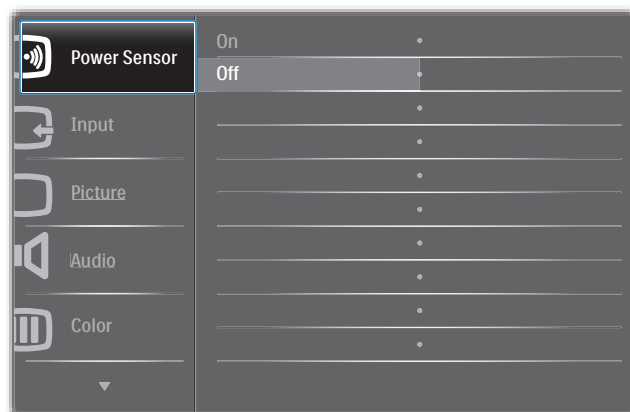 Power Sensor
On
Off
Input
Picture
Audio
Color